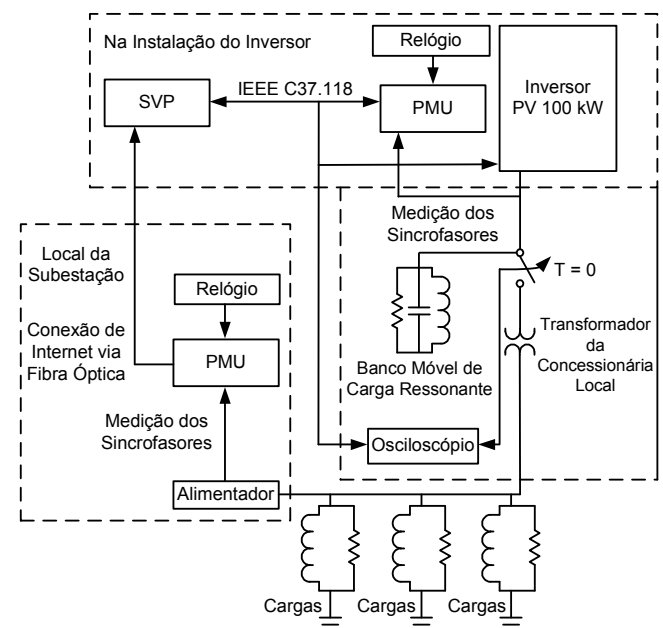 Na Instalação do Inversor
Relógio
SVP
IEEE C37.118
PMU
Inversor
PV 100 kW
Medição dos
Sincrofasores
T = 0
Local da
Subestação
Relógio
Conexão de
Internet via
Fibra Óptica
PMU
Banco Móvel de
Carga Ressonante
Transformador
da
Concessionária
Local
Medição dos
Sincrofasores
Osciloscópio
Alimentador
Cargas
Cargas
Cargas